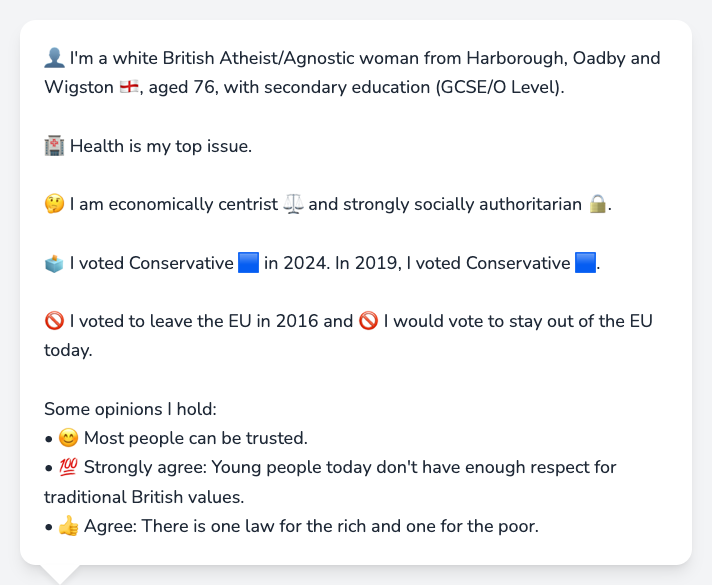 👤 I'm a white British Atheist/Agnostic woman from Harborough, Oadby and
Wigston 🏴󠁧󠁢󠁥󠁮󠁧󠁿, aged 76, with secondary education (GCSE/O Level).
🏥 Health is my top issue.
🤔 I am economically centrist ⚖️ and strongly socially authoritarian 🔒.
🗳️ I voted Conservative 🟦 in 2024. In 2019, I voted Conservative 🟦.
🚫 I voted to leave the EU in 2016 and 🚫 I would vote to stay out of the EU
today.
Some opinions I hold:
• 😊 Most people can be trusted.
• 💯 Strongly agree: Young people today don't have enough respect for
traditional British values.
• 👍 Agree: There is one law for the rich and one for the poor.